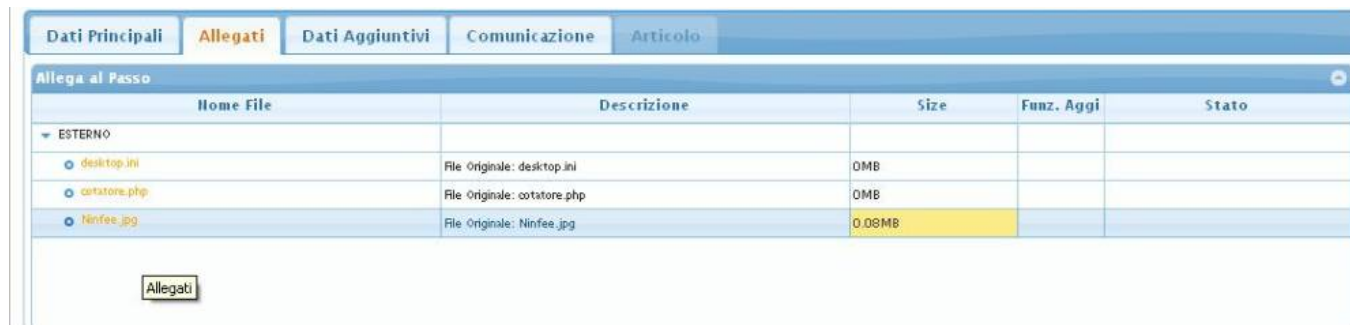 Dati Principali Allegati Dati Aggiuntivi Comunicazione Articolo
Allega al Passo
Nome File Descrizione Size Funz. Aggi Stato
ESTERNO
desktop.ini File Originale: desktop.ini 0MB
cotatore.php File Originale: cotatore.php 0MB
Ninfee.jpg File Originale: Ninfee.jpg 0.08MB
Allegati